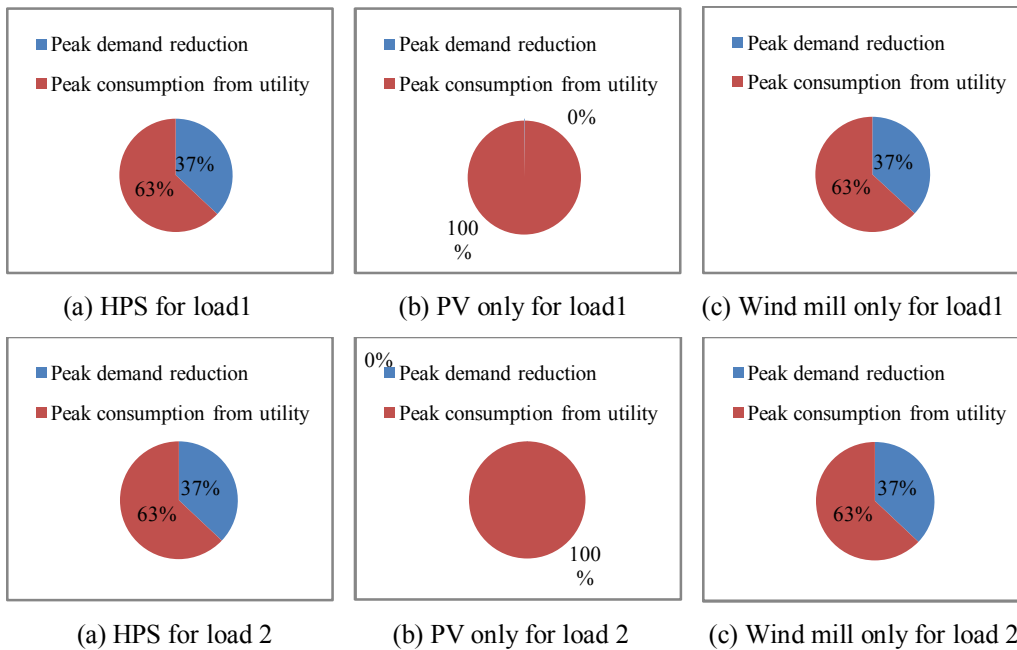 Peak demand reduction
Peak consumption from utility
37%
63%
(a) HPS for load1
Peak demand reduction
Peak consumption from utility
0%
100
%
(b) PV only for load1
Peak demand reduction
Peak consumption from utility
37%
63%
(c) Wind mill only for load1
Peak demand reduction
Peak consumption from utility
37%
63%
(a) HPS for load 2
0%
Peak demand reduction
Peak consumption from utility
100
%
(b) PV only for load 2
Peak demand reduction
Peak consumption from utility
37%
63%
(c) Wind mill only for load 2